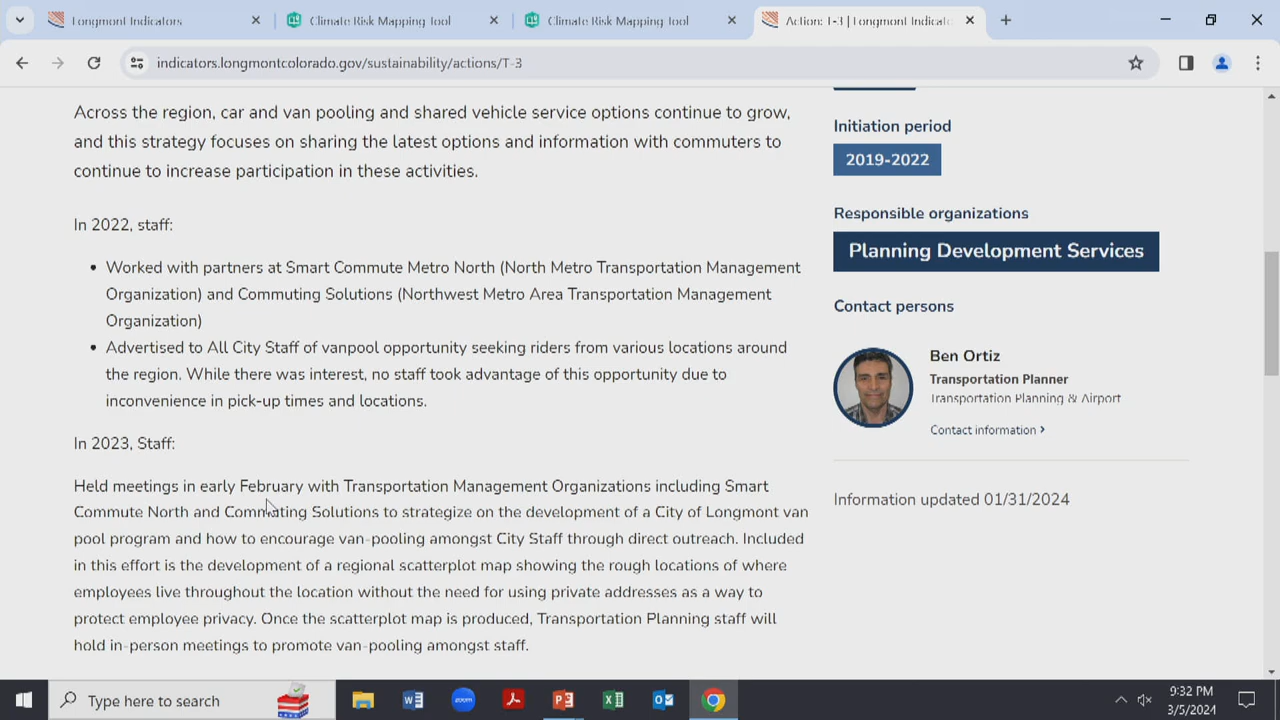 Longmont Indicators
Climate Risk Mapping Tool
Climate Risk Mapping Tool
Action: T-3 | Longmont Indicato
indicators.longmontcolorado.gov/sustainability/actions/T-3
Across the region, car and van pooling and shared vehicle service options continue to grow,
and this strategy focuses on sharing the latest options and information with commuters to
continue to increase participation in these activities.
In 2022, staff:
• Worked with partners at Smart Commute Metro North (North Metro Transportation Management
Organization) and Commuting Solutions (Northwest Metro Area Transportation Management
Organization)
• Advertised to All City Staff of vanpool opportunity seeking riders from various locations around
the region. While there was interest, no staff took advantage of this opportunity due to
inconvenience in pick-up times and locations.
In 2023, Staff:
Held meetings in early February with Transportation Management Organizations including Smart
Commute North and Commuting Solutions to strategize on the development of a City of Longmont van
pool program and how to encourage van-pooling amongst City Staff through direct outreach. Included
in this effort is the development of a regional scatterplot map showing the rough locations of where
employees live throughout the location without the need for using private addresses as a way to
protect employee privacy. Once the scatterplot map is produced, Transportation Planning staff will
hold in-person meetings to promote van-pooling amongst staff.
Initiation period
2019-2022
Responsible organizations
Planning Development Services
Contact persons
Ben Ortiz
Transportation Planner
Transportation Planning & Airport
Contact information ›
Information updated 01/31/2024
Type here to search
zoom
9:32 PM
3/5/2024